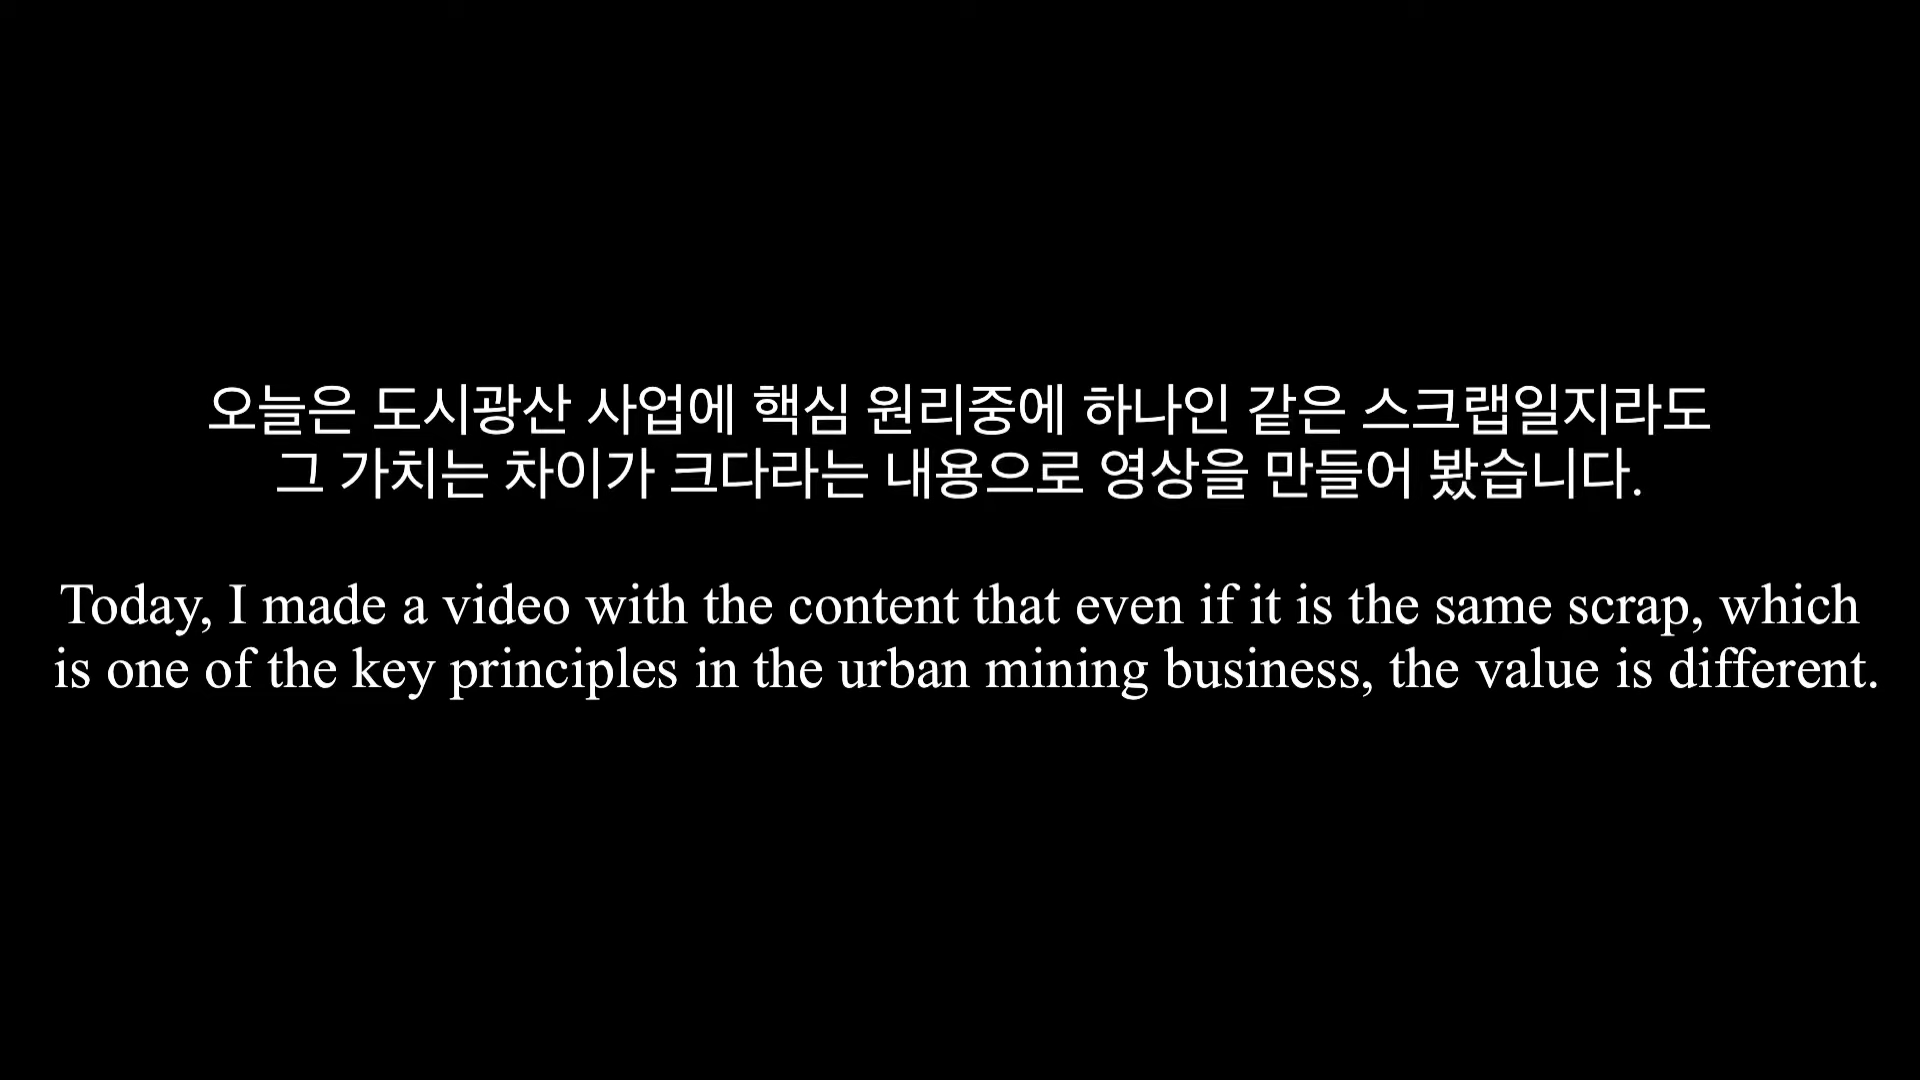 오늘은 도시광산 사업에 핵심 원리중에 하나인 같은 스크랩일지라도
그 가치는 차이가 크다라는 내용으로 영상을 만들어 봤습니다.
Today, I made a video with the content that even if it is the same scrap, which
is one of the key principles in the urban mining business, the value is different.